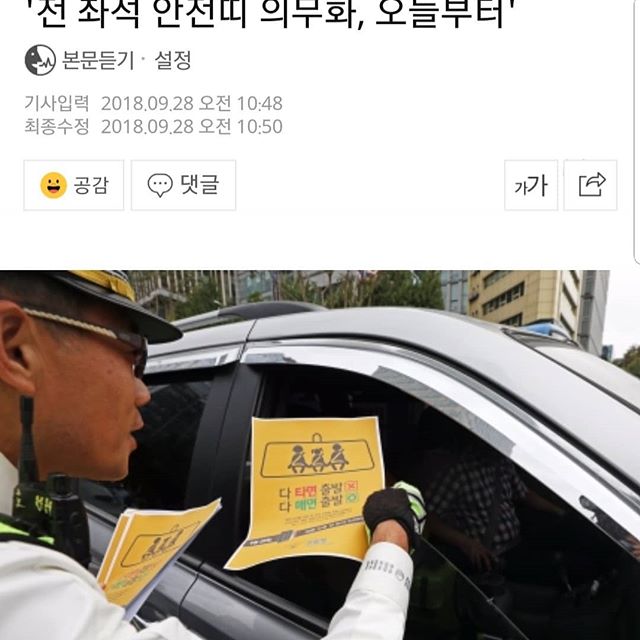 '전 좌석 안전띠 의무화, 오늘부터'
본문듣기 · 설정
기사입력 2018.09.28 오전 10:48
최종수정 2018.09.28 오전 10:50
공감
댓글
가가
다 타면 출발
다 매면 출발